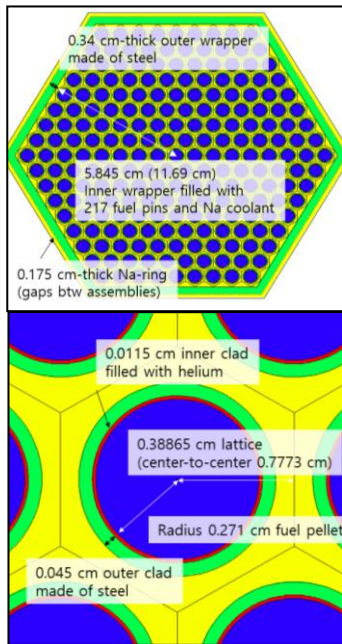 0.34 cm-thick outer wrapper
made of steel
5.845 cm (11.69 cm)
Inner wrapper filled with
217 fuel pins and Na coolant
0.175 cm-thick Na-ring
(gaps btw assemblies)
0.0115 cm inner clad
filled with helium
0.38865 cm lattice
(center-to-center 0.7773 cm)
Radius 0.271 cm fuel pellet
0.045 cm outer clad
made of steel